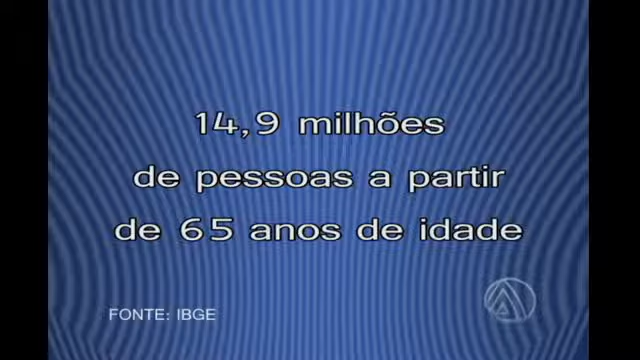 14,9 milhões
de pessoas a partir
de 65 anos de idade
FONTE: IBGE